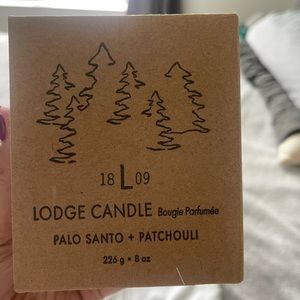 18 L 09
LODGE CANDLE Bougie Parfumée
PALO SANTO + PATCHOULI
226 g • 8 oz